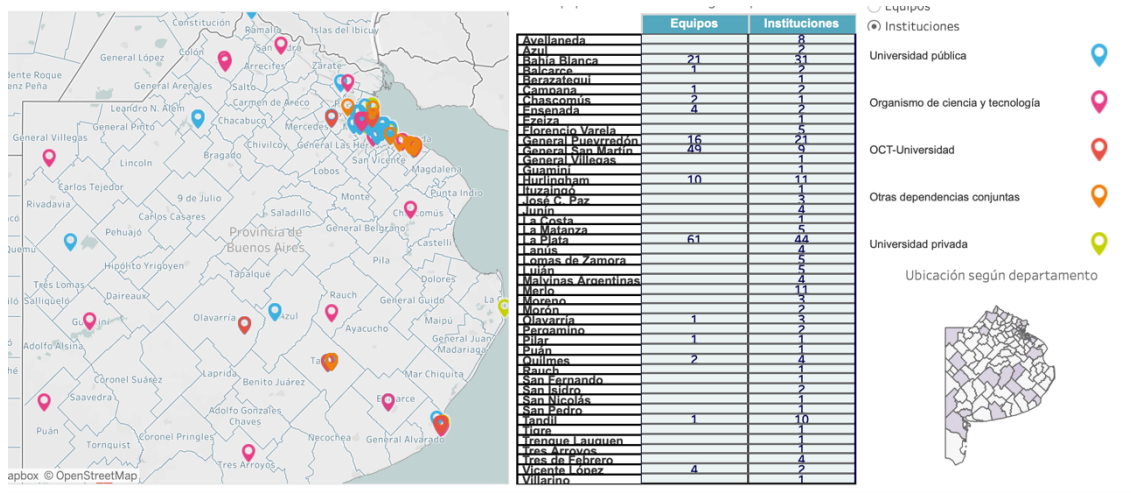 Constitución
Ramallo
Islas del Ibicuy
General López
Colón
Arrecifes
Zárate
General Arenales
Salto
Leandro N. Alem
Carmen de Areco
General Pinto
Chacabuco
Mercedes
General Villegas
Chivilcoy
General Las Her
Bragado
San Vicente
Lincoln
Lobos
Magdalena
Carlos Tejedor
Punta Indio
9 de Julio
Monte
Rivadavia
Carlos Casares
Saladillo
General Belgrano
Pehuajó
Provincia de
Buenos Aires
Castelli
Pila
Hipólito Yrigoyen
Tapalqué
Tres Lomas
Daireaux
Rauch
General Guido
Salliqueló
Olavarría
Azul
Maipú
Ayacucho
Adolfo Alsina
General Juan
Madariaga
Laprida
Mar Chiquita
Coronel Suárez
Benito Juárez
Saavedra
Adolfo Gonzales
Chaves
Puán
Necochea
General Alvarado
Tornquist
Coronel Pringles
Tres Arroyos
apbox © OpenStreetMap
Equipos Instituciones
Avellaneda 8
Azul 2
Bahía Blanca 21 31
Balcarce 1 2
Berazategui 1
Campana 1 2
Chascomús 2 1
Ensenada 4 2
Ezeiza 1
Florencio Varela 5
General Pueyrredón 16 21
General San Martín 49 9
General Villegas 1
Guaminí 1
Hurlingham 10 11
Ituzaingó 1
José C. Paz 3
Junín 4
La Costa 1
La Matanza 5
La Plata 61 44
Lanús 4
Lomas de Zamora 5
Luján 5
Malvinas Argentinas 4
Merlo 11
Moreno 3
Morón 2
Olavarría 1 3
Pergamino 2
Pilar 1 1
Puán 1
Quilmes 2 4
Rauch 1
San Fernando 1
San Isidro 2
San Nicolás 1
San Pedro 1
Tandil 1 10
Tigre 1
Trenque Lauquen 1
Tres Arroyos 1
Tres de Febrero 4
Vicente López 4 2
Villarino 1
Equipos
Instituciones
Universidad pública
Organismo de ciencia y tecnología
OCT-Universidad
Otras dependencias conjuntas
Universidad privada
Ubicación según departamento